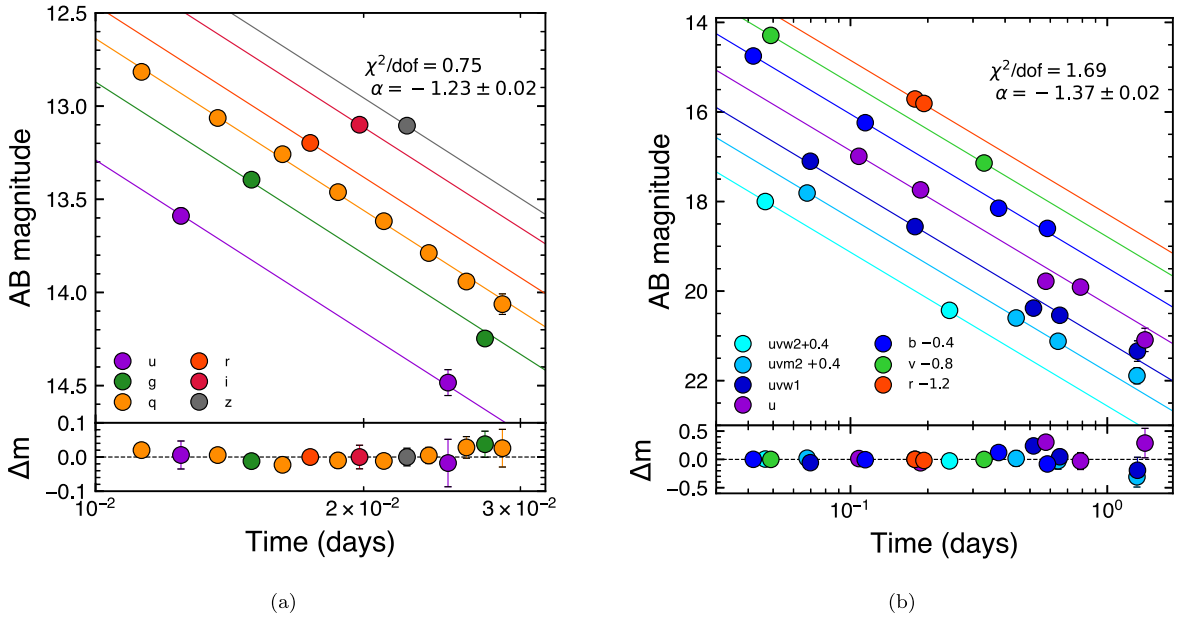 12.5
13.0
13.5
14.0
14.5
AB magnitude
χ²/dof = 0.75
α = −1.23 ± 0.02
u
g
q
r
i
z
0.1
0.0
−0.1
Δm
10⁻²
2 × 10⁻²
3 × 10⁻²
Time (days)
(a)
14
16
18
20
22
AB magnitude
χ²/dof = 1.69
α = −1.37 ± 0.02
uvw2+0.4
uvm2 +0.4
uvw1
u
b −0.4
v −0.8
r −1.2
0.5
0.0
−0.5
Δm
10⁻¹
10⁰
Time (days)
(b)